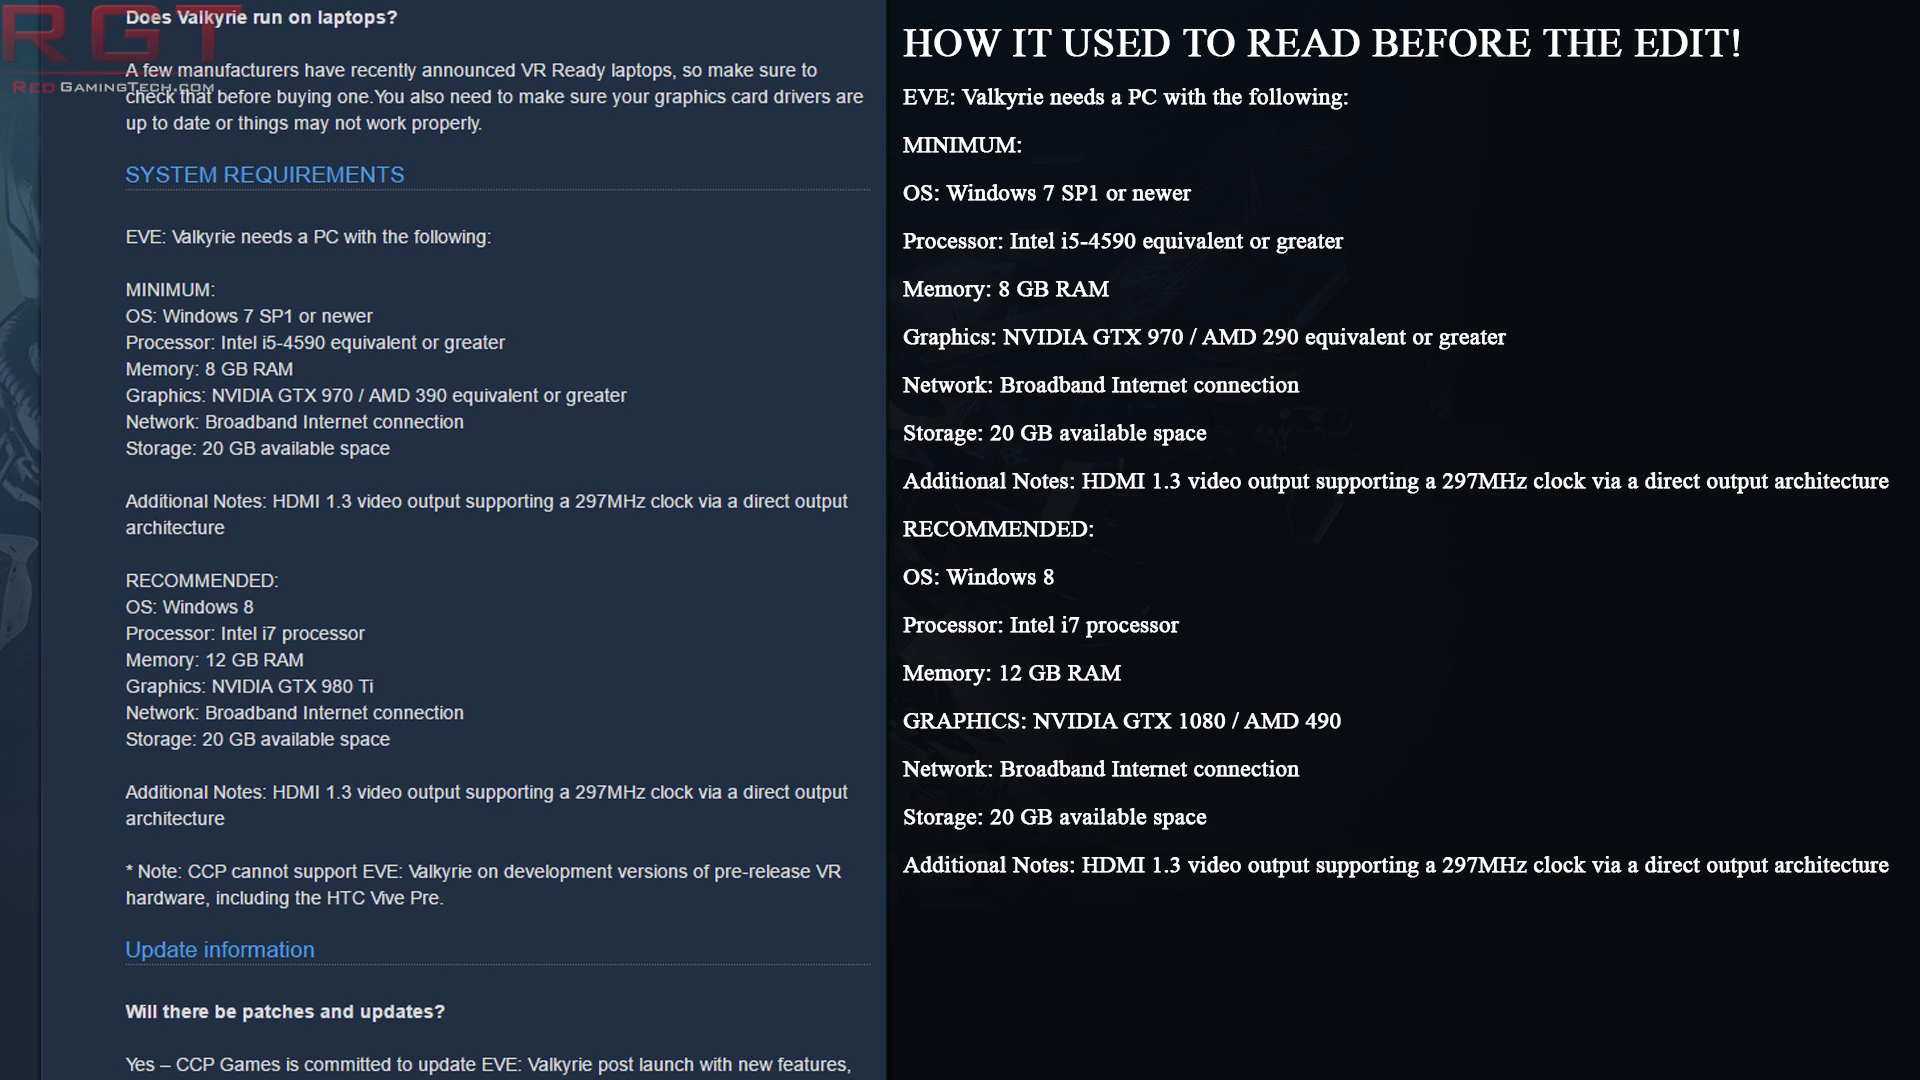 RGT
REDGAMINGTECH.COM
Does Valkyrie run on laptops?
A few manufacturers have recently announced VR Ready laptops, so make sure to
check that before buying one.You also need to make sure your graphics card drivers are
up to date or things may not work properly.
SYSTEM REQUIREMENTS
EVE: Valkyrie needs a PC with the following:
MINIMUM:
OS: Windows 7 SP1 or newer
Processor: Intel i5-4590 equivalent or greater
Memory: 8 GB RAM
Graphics: NVIDIA GTX 970 / AMD 390 equivalent or greater
Network: Broadband Internet connection
Storage: 20 GB available space
Additional Notes: HDMI 1.3 video output supporting a 297MHz clock via a direct output
architecture
RECOMMENDED:
OS: Windows 8
Processor: Intel i7 processor
Memory: 12 GB RAM
Graphics: NVIDIA GTX 980 Ti
Network: Broadband Internet connection
Storage: 20 GB available space
Additional Notes: HDMI 1.3 video output supporting a 297MHz clock via a direct output
architecture
* Note: CCP cannot support EVE: Valkyrie on development versions of pre-release VR
hardware, including the HTC Vive Pre.
Update information
Will there be patches and updates?
Yes – CCP Games is committed to update EVE: Valkyrie post launch with new features,
HOW IT USED TO READ BEFORE THE EDIT!
EVE: Valkyrie needs a PC with the following:
MINIMUM:
OS: Windows 7 SP1 or newer
Processor: Intel i5-4590 equivalent or greater
Memory: 8 GB RAM
Graphics: NVIDIA GTX 970 / AMD 290 equivalent or greater
Network: Broadband Internet connection
Storage: 20 GB available space
Additional Notes: HDMI 1.3 video output supporting a 297MHz clock via a direct output architecture
RECOMMENDED:
OS: Windows 8
Processor: Intel i7 processor
Memory: 12 GB RAM
GRAPHICS: NVIDIA GTX 1080 / AMD 490
Network: Broadband Internet connection
Storage: 20 GB available space
Additional Notes: HDMI 1.3 video output supporting a 297MHz clock via a direct output architecture